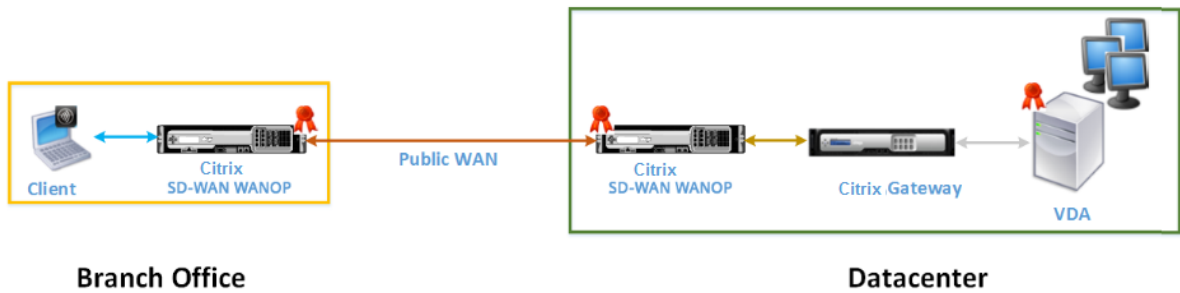 Client
Citrix
SD-WAN WANOP
Public WAN
Citrix
SD-WAN WANOP
Citrix Gateway
VDA
Branch Office
Datacenter